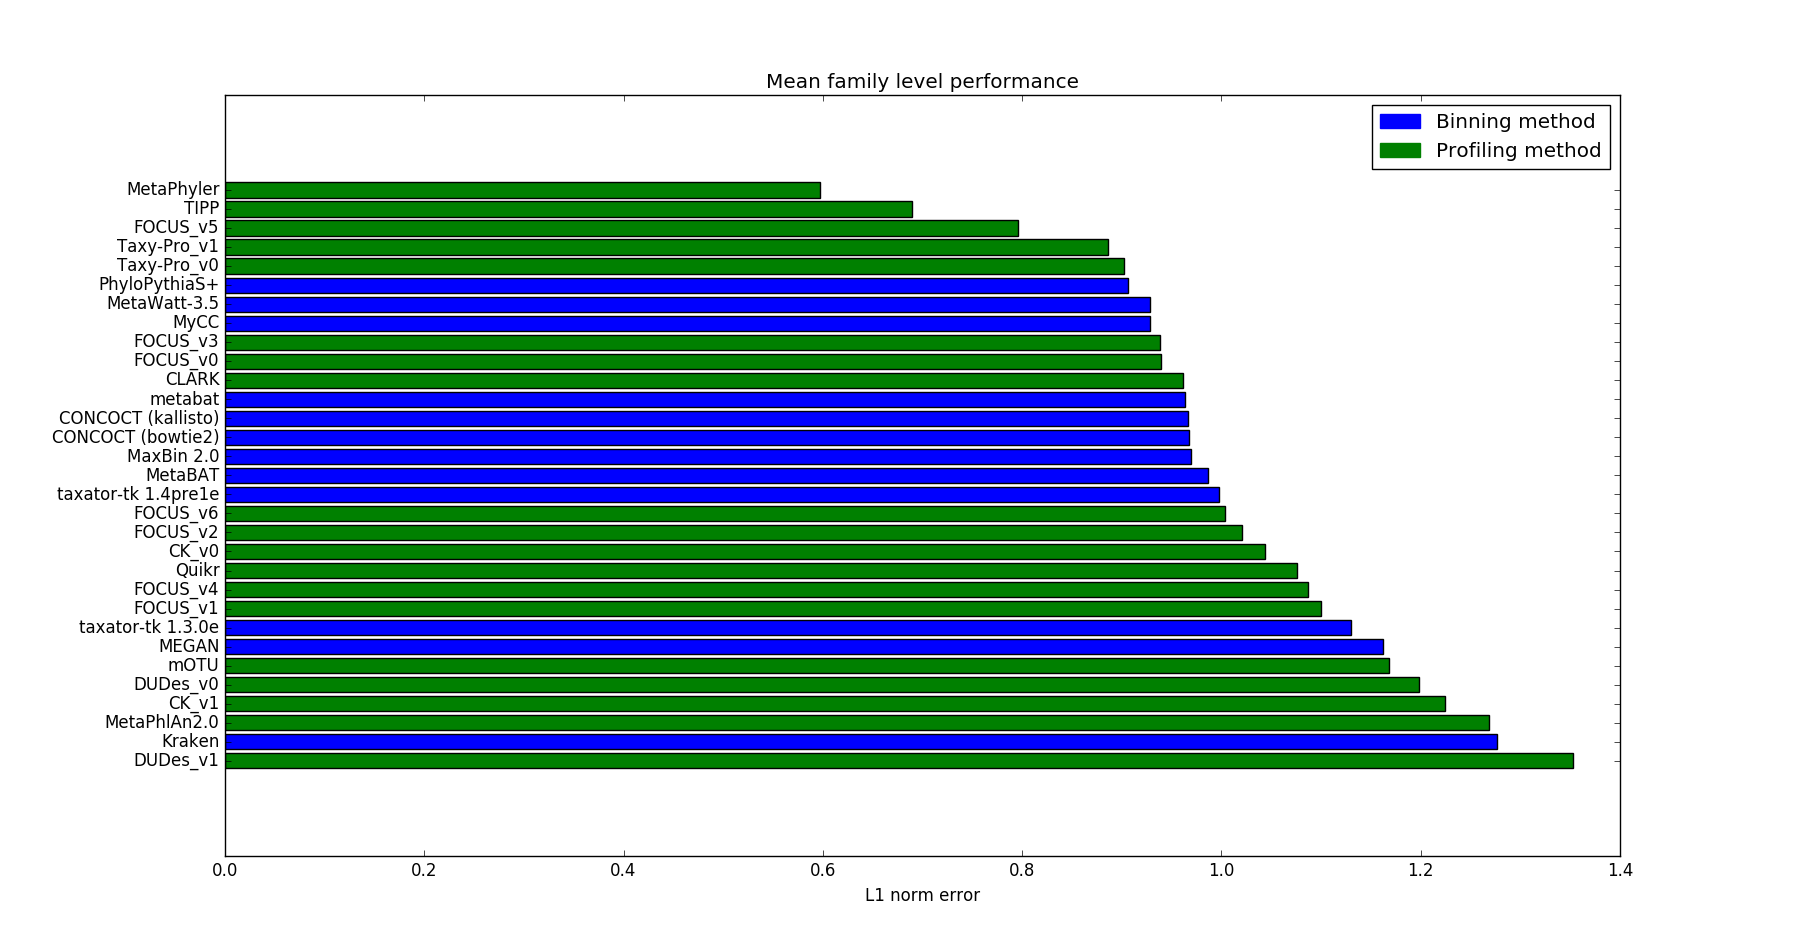 Mean family level performance
Binning method
Profiling method
MetaPhyler
TIPP
FOCUS_v5
Taxy-Pro_v1
Taxy-Pro_v0
PhyloPythiaS+
MetaWatt-3.5
MyCC
FOCUS_v3
FOCUS_v0
CLARK
metabat
CONCOCT (kallisto)
CONCOCT (bowtie2)
MaxBin 2.0
MetaBAT
taxator-tk 1.4pre1e
FOCUS_v6
FOCUS_v2
CK_v0
Quikr
FOCUS_v4
FOCUS_v1
taxator-tk 1.3.0e
MEGAN
mOTU
DUDes_v0
CK_v1
MetaPhlAn2.0
Kraken
DUDes_v1
0.0 0.2 0.4 0.6 0.8 1.0 1.2 1.4
L1 norm error